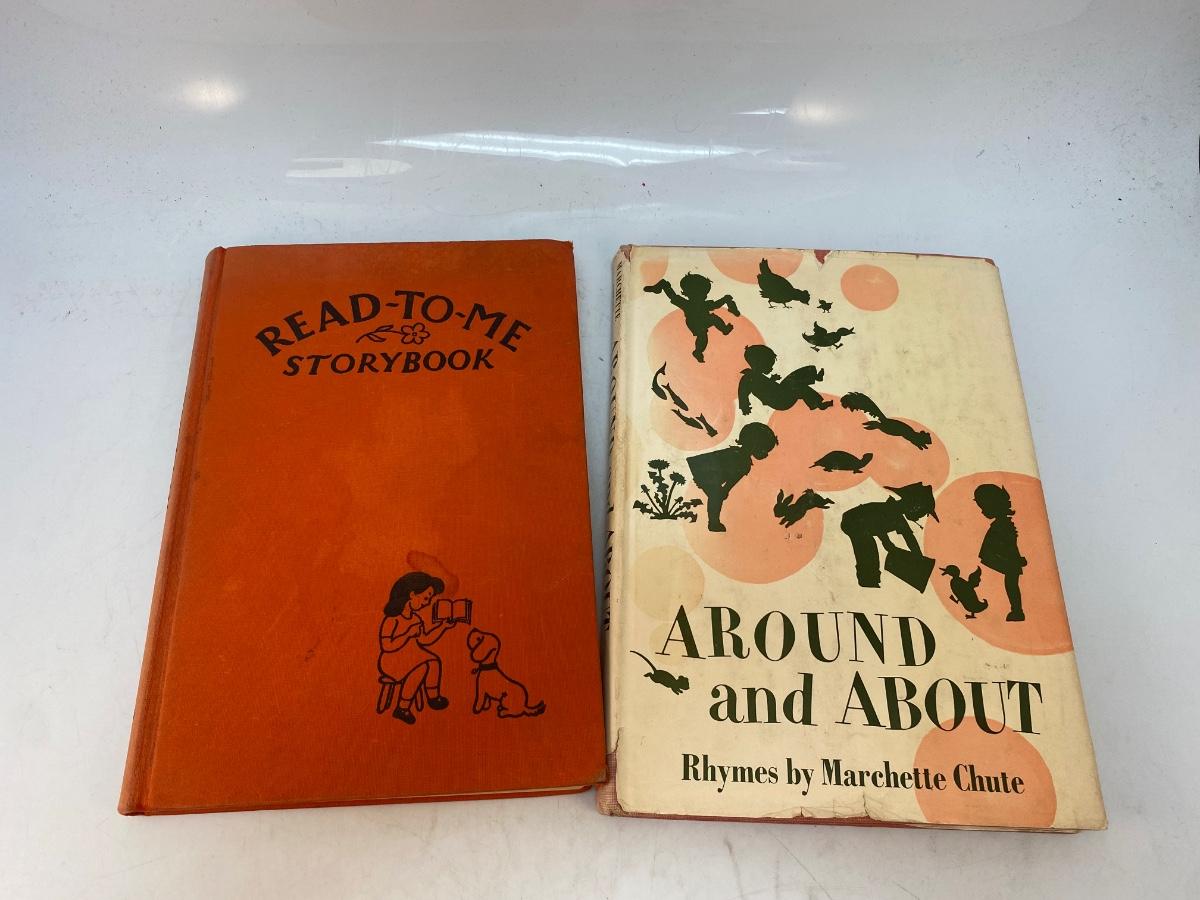 READ-TO-ME
STORYBOOK
AROUND
and ABOUT
Rhymes by Marchette Chute